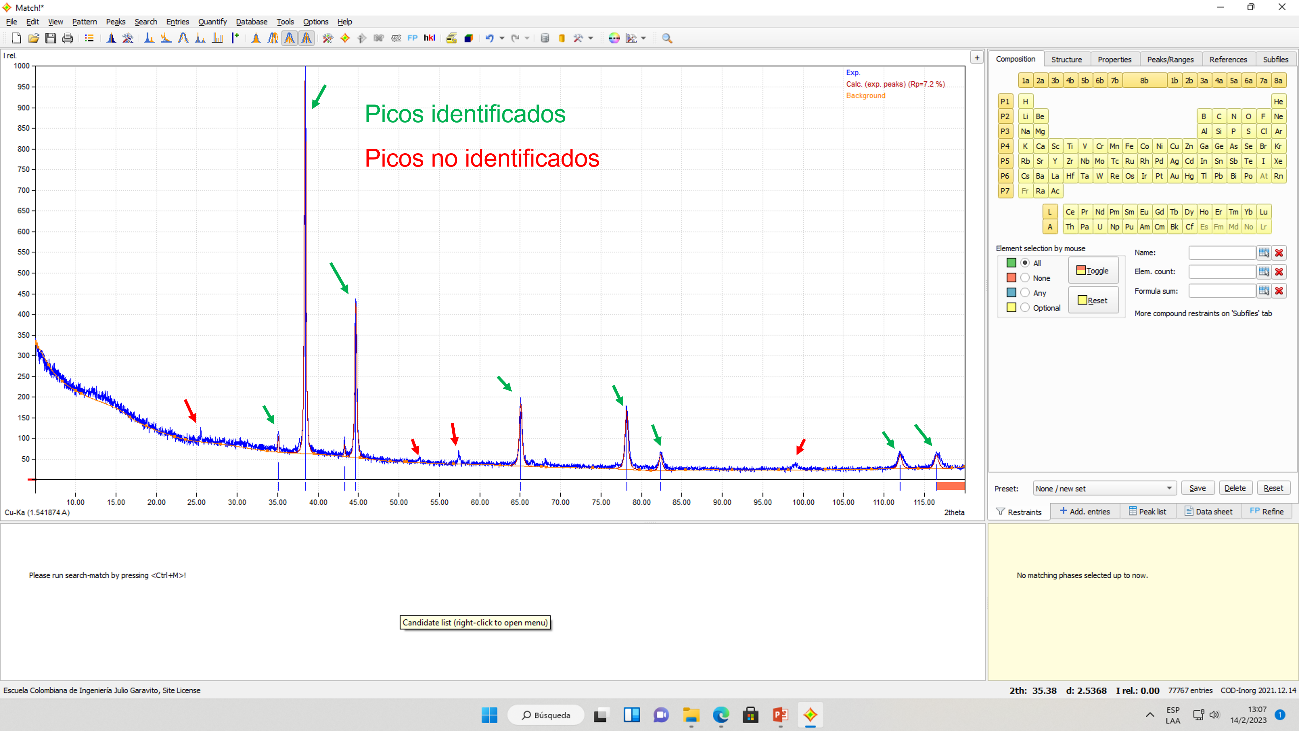 Match!*
File Edit View Pattern Peaks Search Entries Quantify Database Tools Options Help
FP hkl
I rel.
1000
950
900
850
800
750
700
650
600
550
500
450
400
350
300
250
200
150
100
50
Exp.
Calc. (exp. peaks) (Rp=7.2 %)
Background
Picos identificados
Picos no identificados
10.00 15.00 20.00 25.00 30.00 35.00 40.00 45.00 50.00 55.00 60.00 65.00 70.00 75.00 80.00 85.00 90.00 95.00 100.00 105.00 110.00 115.00
Cu-Ka (1.541874 A) 2theta
Composition Structure Properties Peaks/Ranges References Subfiles
1a 2a 3b 4b 5b 6b 7b 8b 1b 2b 3a 4a 5a 6a 7a 8a
P1 H He
P2 Li Be B C N O F Ne
P3 Na Mg Al Si P S Cl Ar
P4 K Ca Sc Ti V Cr Mn Fe Co Ni Cu Zn Ga Ge As Se Br Kr
P5 Rb Sr Y Zr Nb Mo Tc Ru Rh Pd Ag Cd In Sn Sb Te I Xe
P6 Cs Ba La Hf Ta W Re Os Ir Pt Au Hg Tl Pb Bi Po At Rn
P7 Fr Ra Ac
L Ce Pr Nd Pm Sm Eu Gd Tb Dy Ho Er Tm Yb Lu
A Th Pa U Np Pu Am Cm Bk Cf Es Fm Md No Lr
Element selection by mouse
All
None
Any
Optional
Toggle
Reset
Name:
Elem. count:
Formula sum:
More compound restraints on 'Subfiles' tab
Preset: None / new set Save Delete Reset
Restraints Add. entries Peak list Data sheet FP Refine
Please run search-match by pressing <Ctrl+M>!
Candidate list (right-click to open menu)
No matching phases selected up to now.
Escuela Colombiana de Ingeniería Julio Garavito, Site License
2th: 35.38 d: 2.5368 I rel.: 0.00 77767 entries COD-Inorg 2021.12.14
Búsqueda
ESP
LAA
13:07
14/2/2023
1